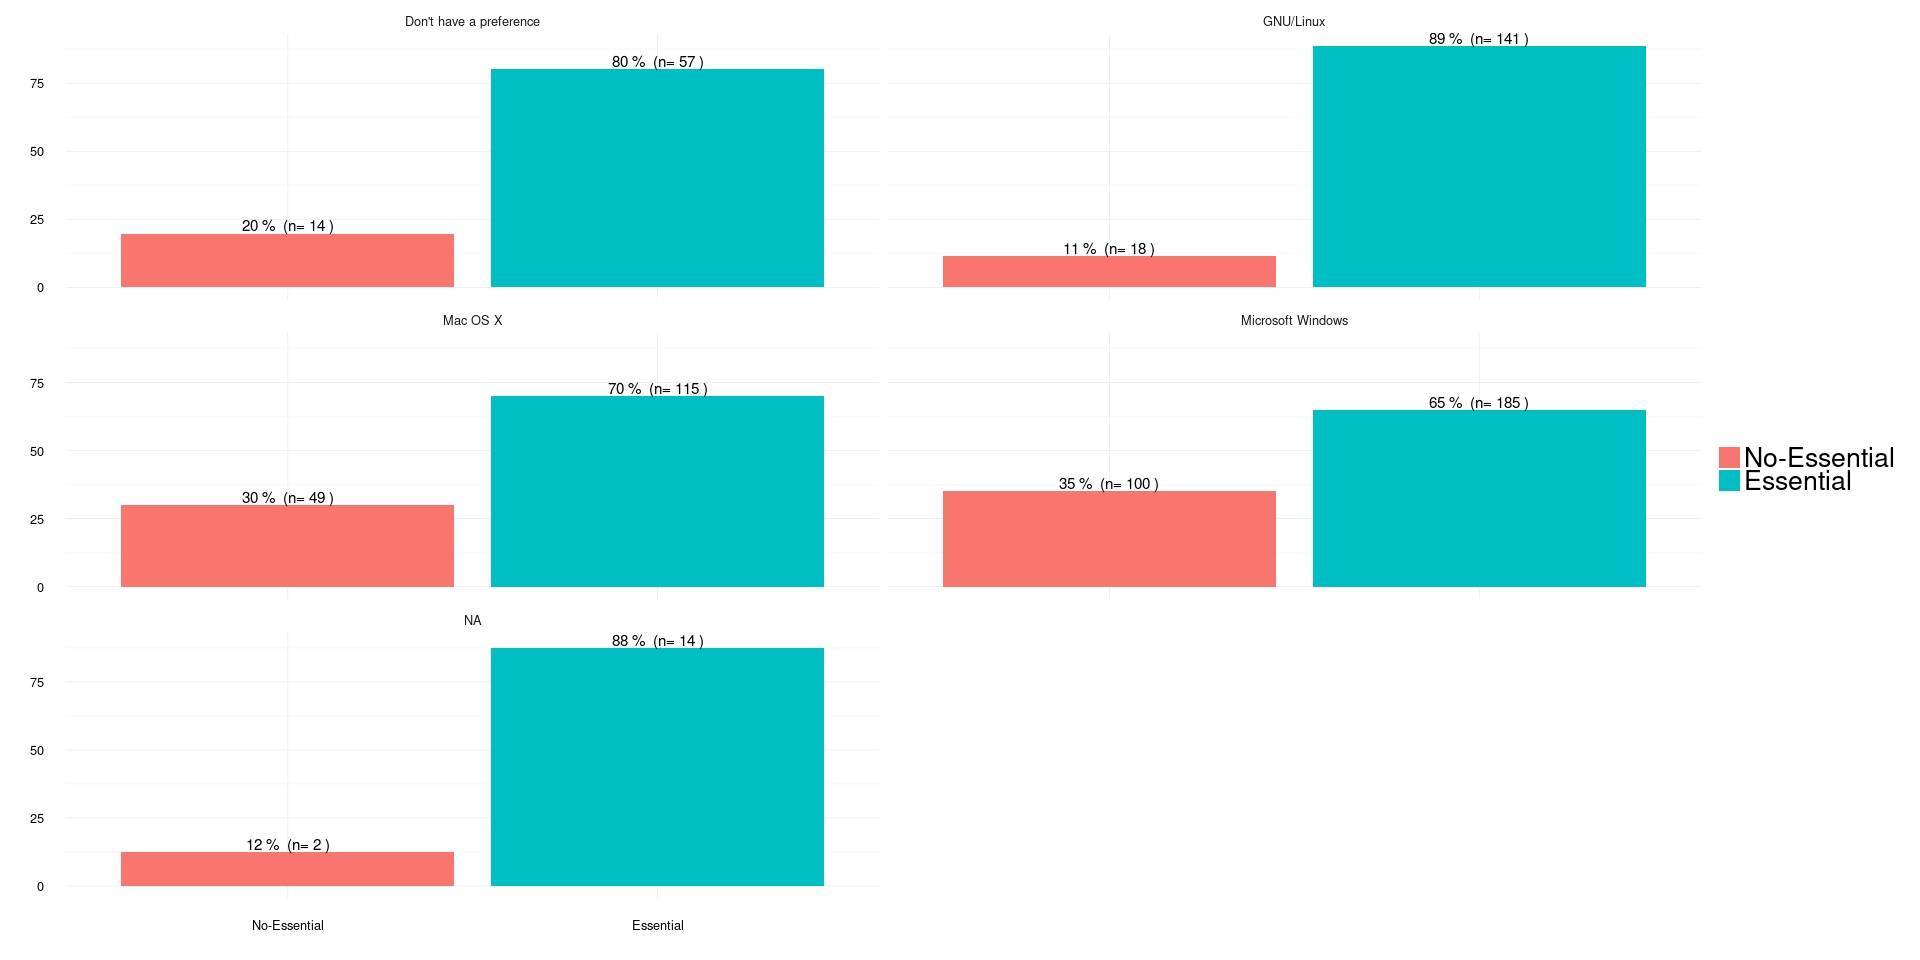 Don't have a preference
GNU/Linux
80 % (n= 57 )
89 % (n= 141 )
75
50
25
20 % (n= 14 )
11 % (n= 18 )
0
Mac OS X
Microsoft Windows
75
70 % (n= 115 )
65 % (n= 185 )
50
30 % (n= 49 )
35 % (n= 100 )
25
0
No-Essential
Essential
NA
88 % (n= 14 )
75
50
25
12 % (n= 2 )
0
No-Essential
Essential